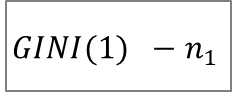 GINI(1) − n₁